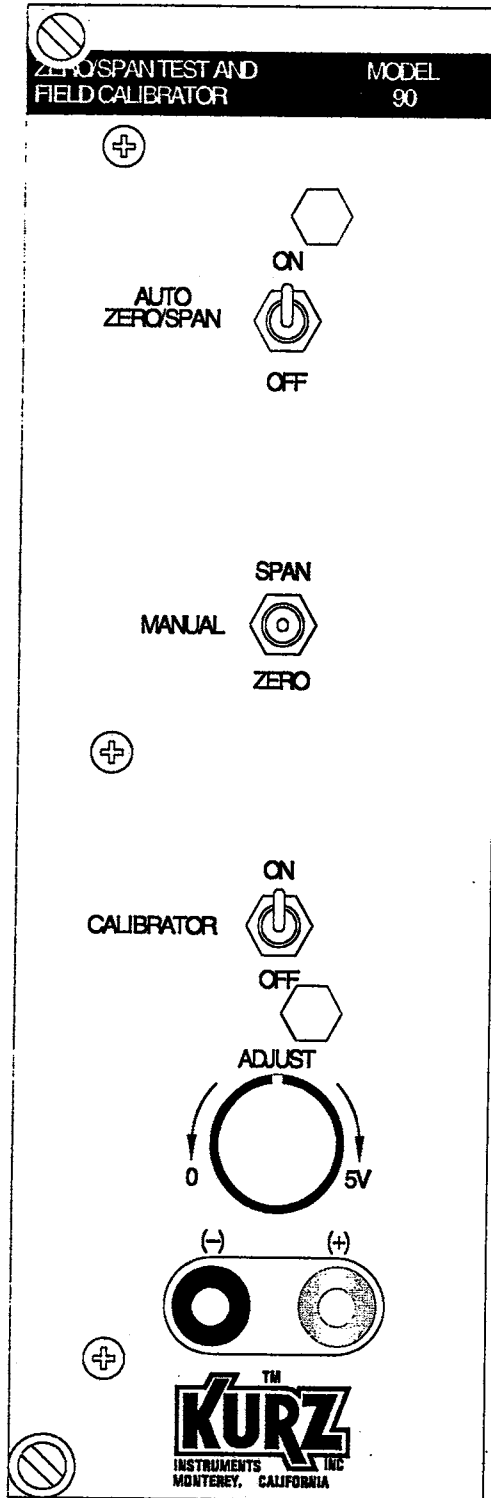 ZERO/SPAN TEST AND MODEL
FIELD CALIBRATOR 90
ON
AUTO
ZERO/SPAN
OFF
SPAN
MANUAL
ZERO
ON
CALIBRATOR
OFF
ADJUST
0 5V
(-) (+)
TM
KURZ
INSTRUMENTS INC
MONTEREY, CALIFORNIA